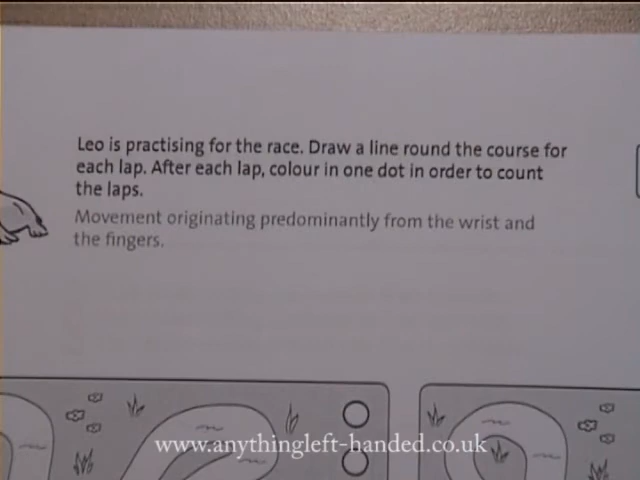 Leo is practising for the race. Draw a line round the course for
each lap. After each lap, colour in one dot in order to count
the laps.
Movement originating predominantly from the wrist and
the fingers.
www.anythingleft-handed.co.uk